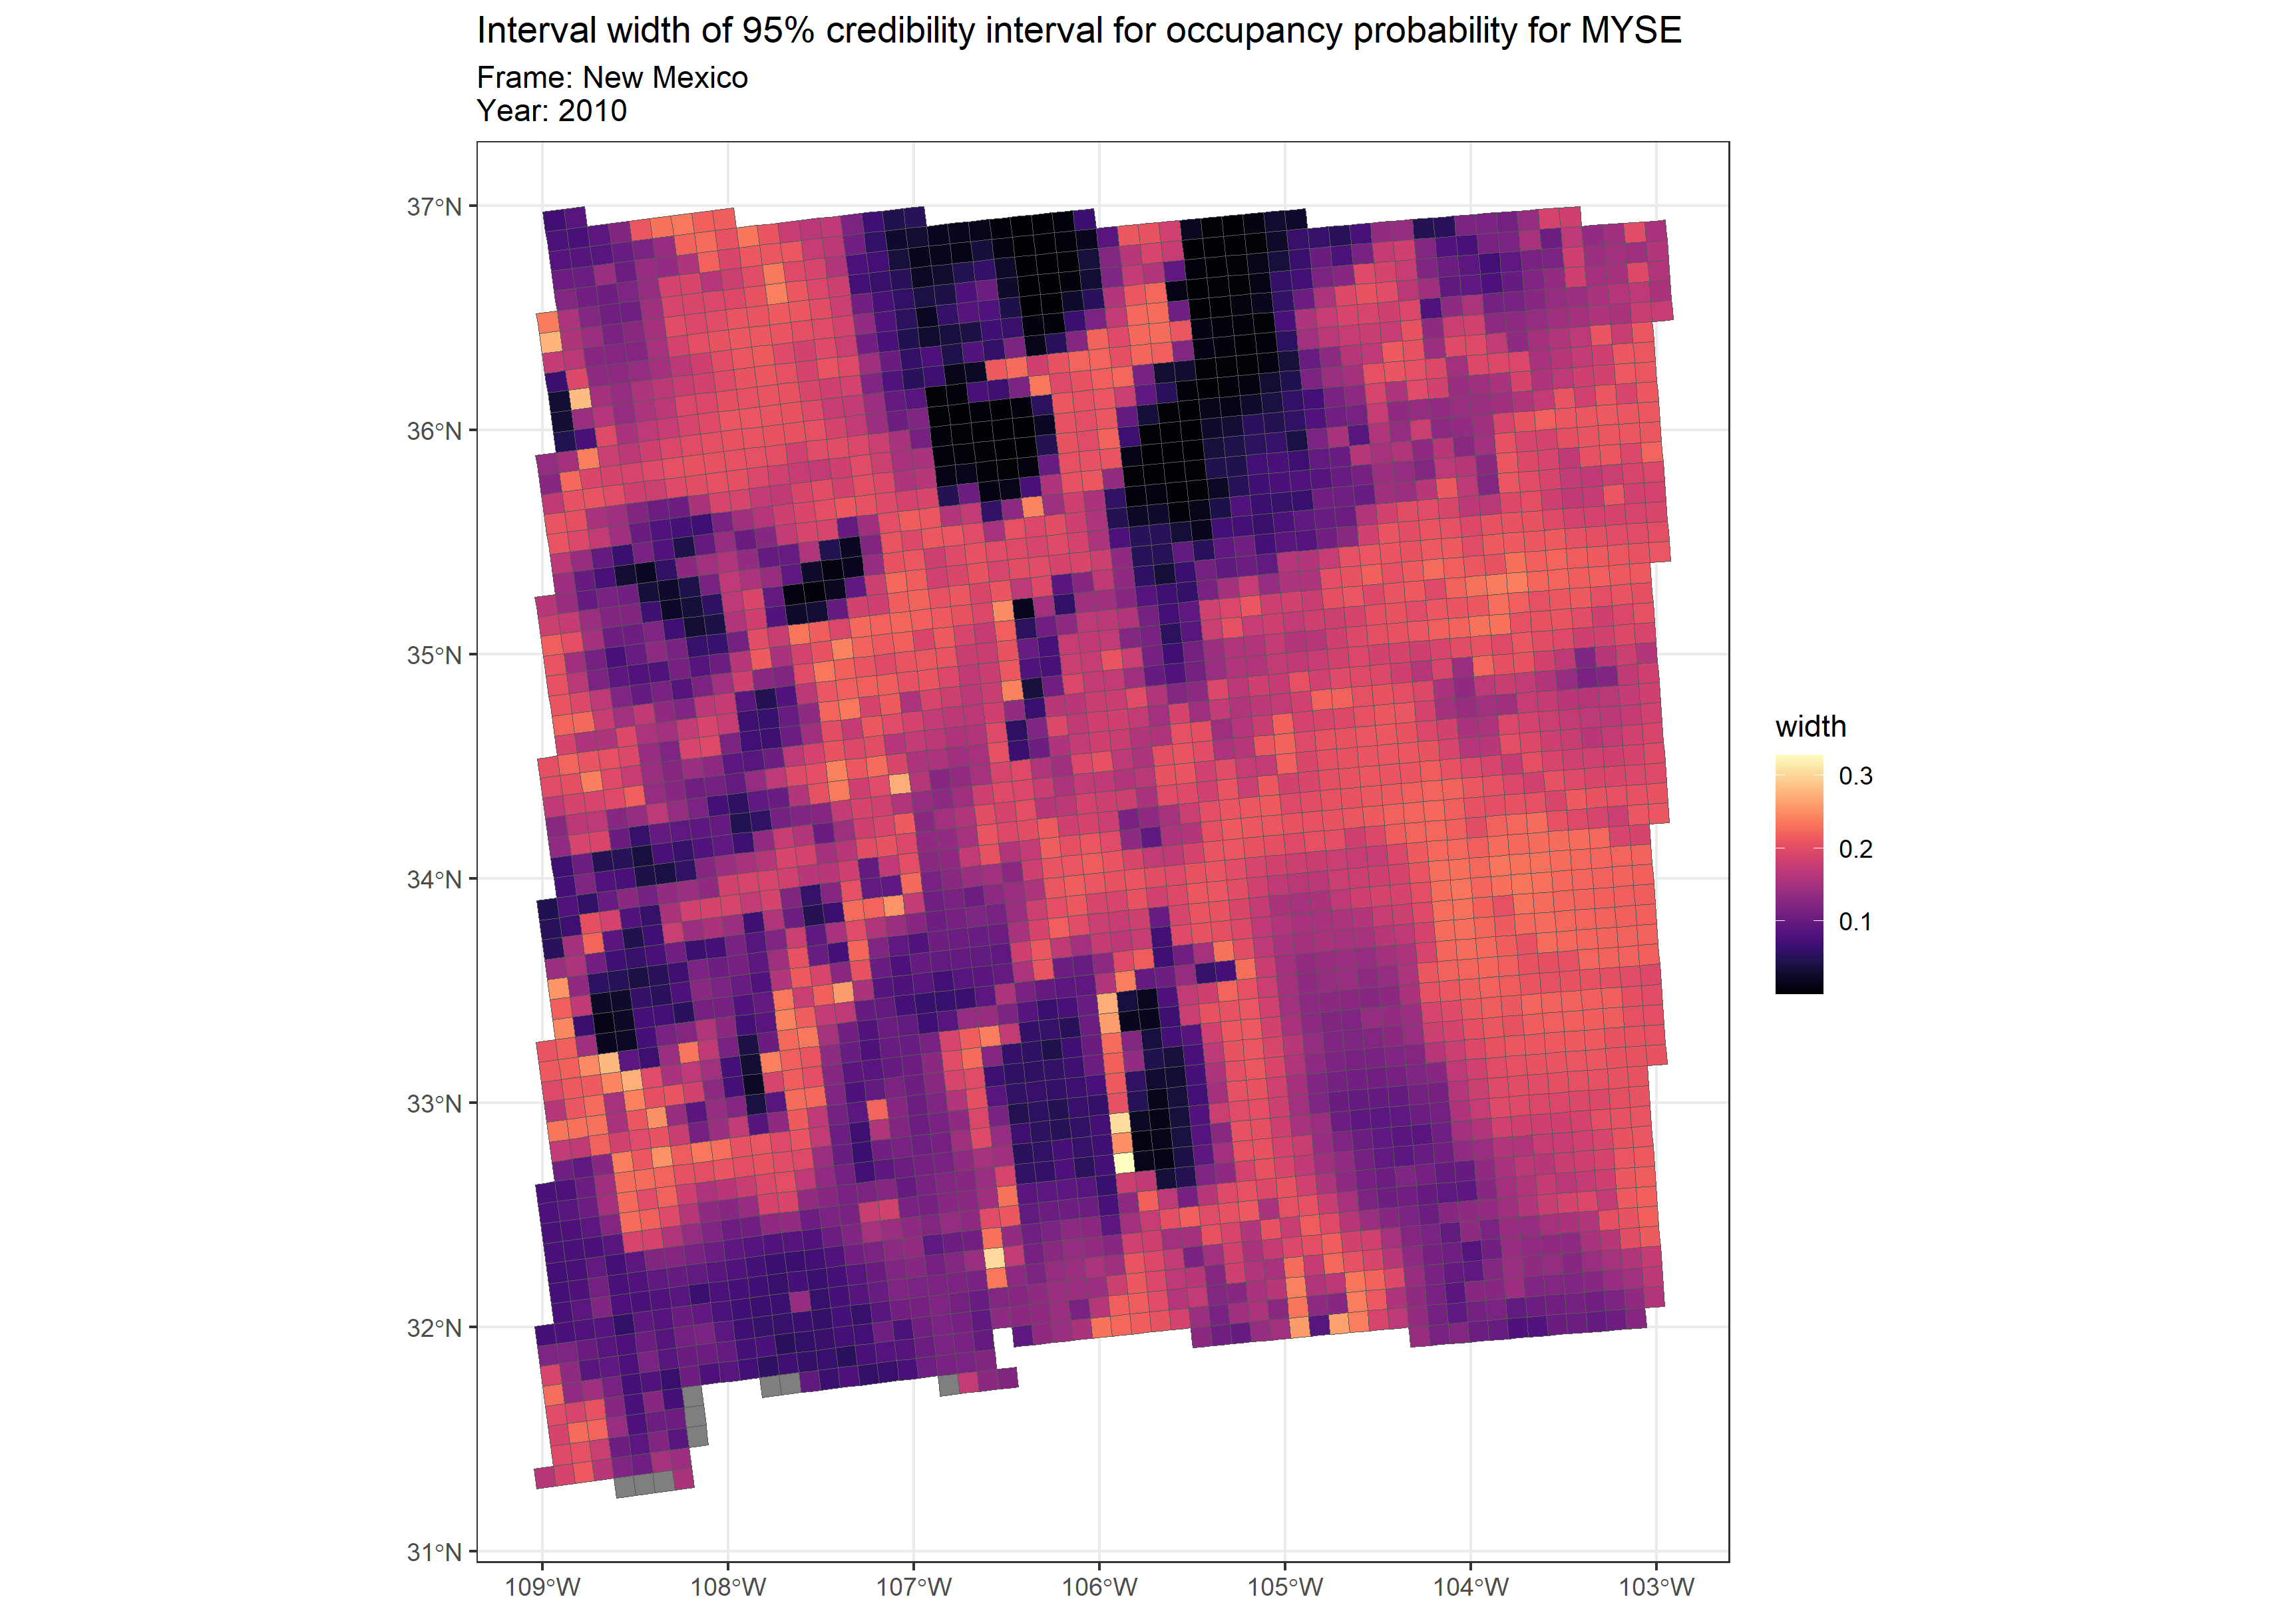 Interval width of 95% credibility interval for occupancy probability for MYSE
Frame: New Mexico
Year: 2010
37°N
36°N
35°N
34°N
33°N
32°N
31°N
109°W
108°W
107°W
106°W
105°W
104°W
103°W
width
0.3
0.2
0.1